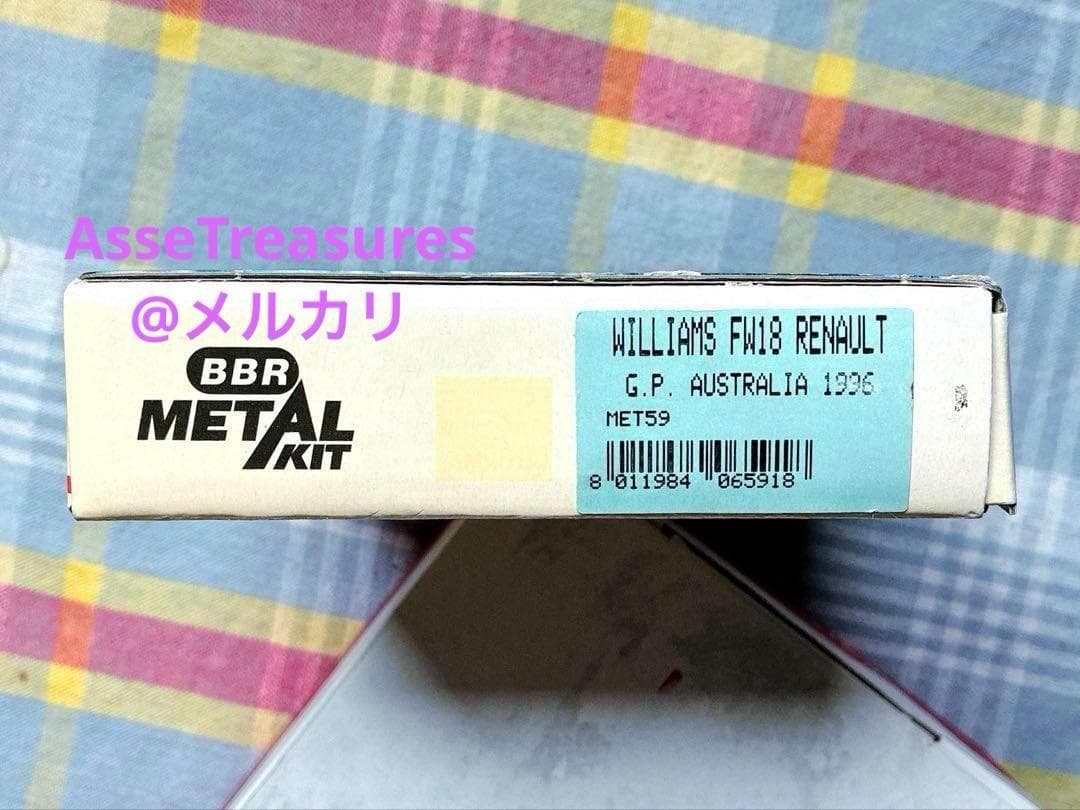 AsseTreasures
@メルカリ
BBR
METAL
KIT
WILLIAMS FW18 RENAULT
G.P. AUSTRALIA 1996
MET59
8 011984 065918